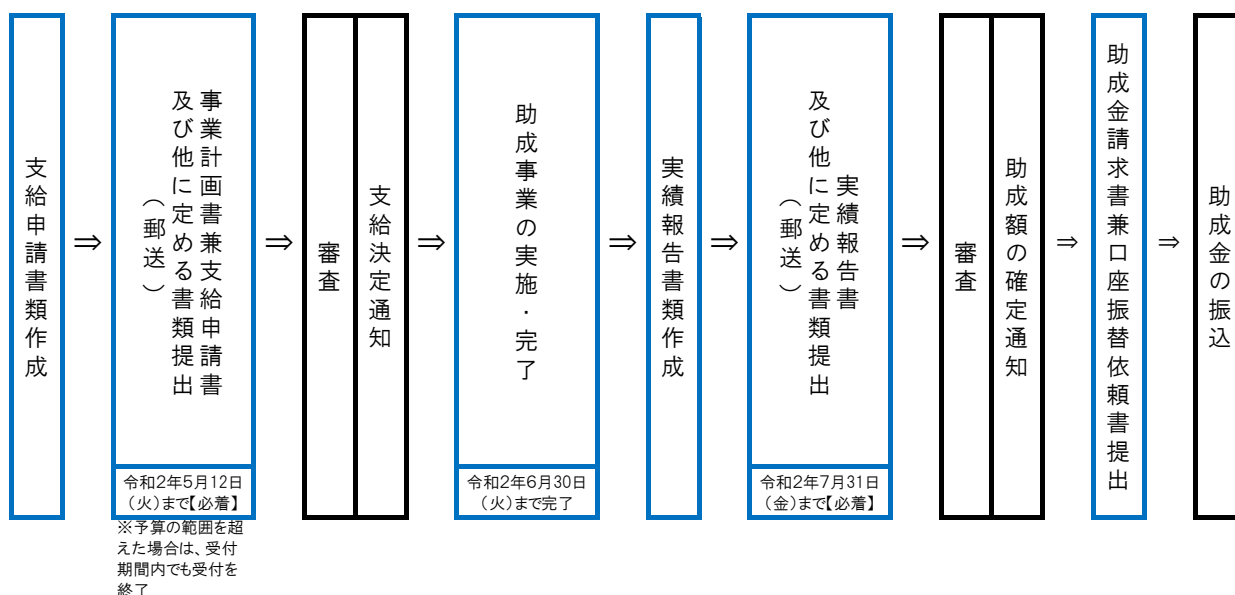 支給申請書類作成
⇒
事業計画書兼支給申請書
及び他に定める書類提出
（郵送）
令和2年5月12日
（火）まで【必着】
※予算の範囲を超
えた場合は、受付
期間内でも受付を
終了
⇒
審査
支給決定通知
⇒
助成事業の実施・完了
令和2年6月30日
（火）まで完了
⇒
実績報告書類作成
⇒
実績報告書
及び他に定める書類提出
（郵送）
令和2年7月31日
（金）まで【必着】
⇒
審査
助成額の確定通知
⇒
助成金請求書兼口座振替依頼書提出
⇒
助成金の振込